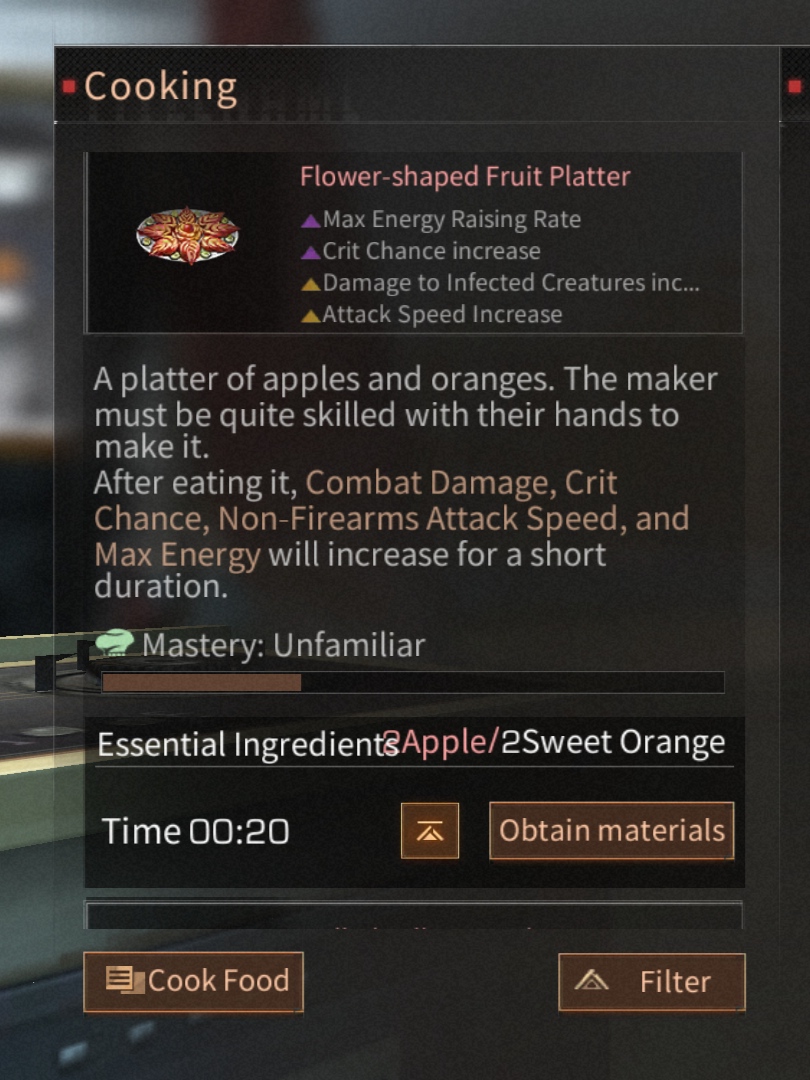 Cooking
Flower-shaped Fruit Platter
Max Energy Raising Rate
Crit Chance increase
Damage to Infected Creatures inc...
Attack Speed Increase
A platter of apples and oranges. The maker
must be quite skilled with their hands to
make it.
After eating it, Combat Damage, Crit
Chance, Non-Firearms Attack Speed, and
Max Energy will increase for a short
duration.
Mastery: Unfamiliar
Essential Ingredients Apple/2Sweet Orange
Time 00:20
Obtain materials
Cook Food
Filter